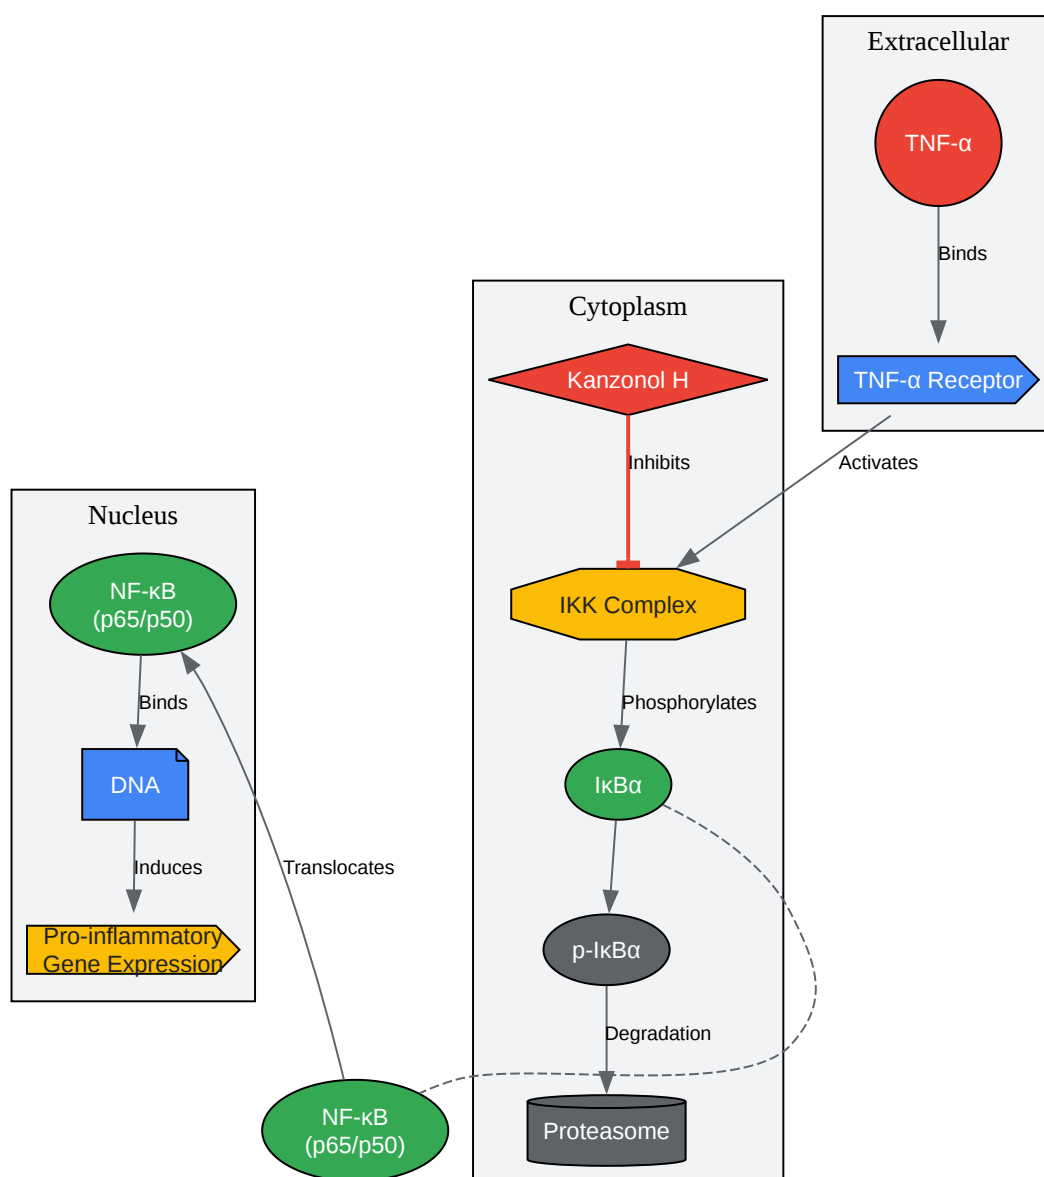 Extracellular
TNF-α
Binds
TNF-α Receptor
Activates
Cytoplasm
Kanzonol H
Inhibits
IKK Complex
Phosphorylates
IκBα
p-IκBα
Degradation
Proteasome
Nucleus
NF-κB
(p65/p50)
Binds
DNA
Induces
Pro-inflammatory
Gene Expression
Translocates
NF-κB
(p65/p50)